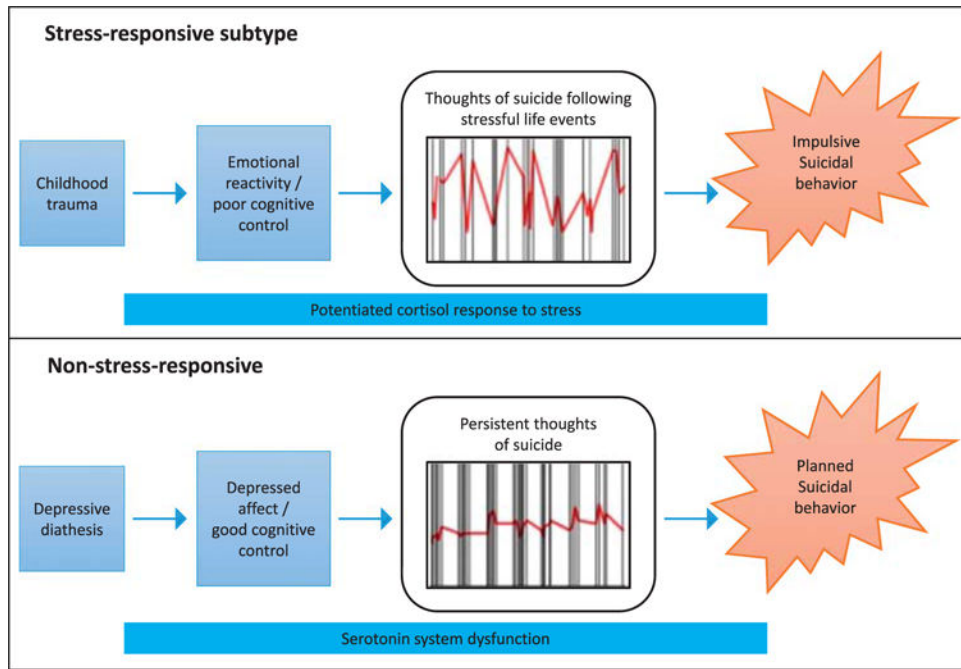 Stress-responsive subtype
Childhood
trauma
Emotional
reactivity /
poor cognitive
control
Thoughts of suicide following
stressful life events
Impulsive
Suicidal
behavior
Potentiated cortisol response to stress
Non-stress-responsive
Depressive
diathesis
Depressed
affect /
good cognitive
control
Persistent thoughts
of suicide
Planned
Suicidal
behavior
Serotonin system dysfunction